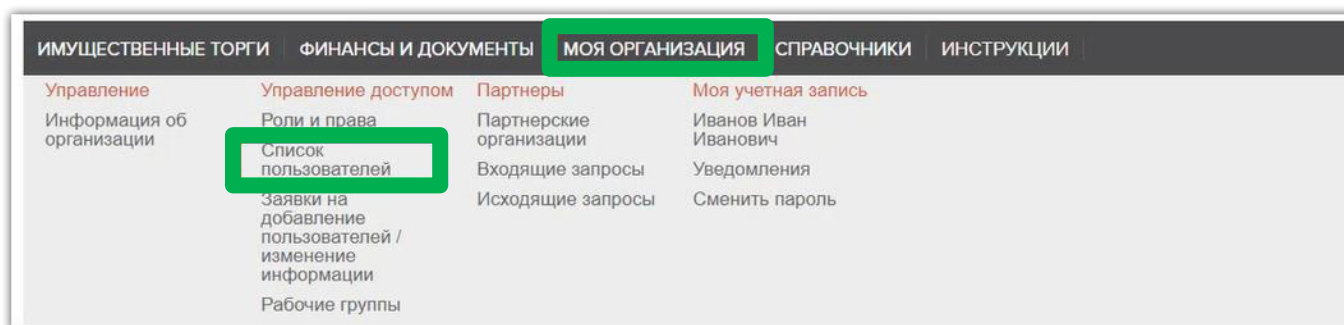 ИМУЩЕСТВЕННЫЕ ТОРГИ ФИНАНСЫ И ДОКУМЕНТЫ МОЯ ОРГАНИЗАЦИЯ СПРАВОЧНИКИ ИНСТРУКЦИИ
Управление
Информация об
организации
Управление доступом
Роли и права
Список
пользователей
Заявки на
добавление
пользователей /
изменение
информации
Рабочие группы
Партнеры
Партнерские
организации
Входящие запросы
Исходящие запросы
Моя учетная запись
Иванов Иван
Иванович
Уведомления
Сменить пароль